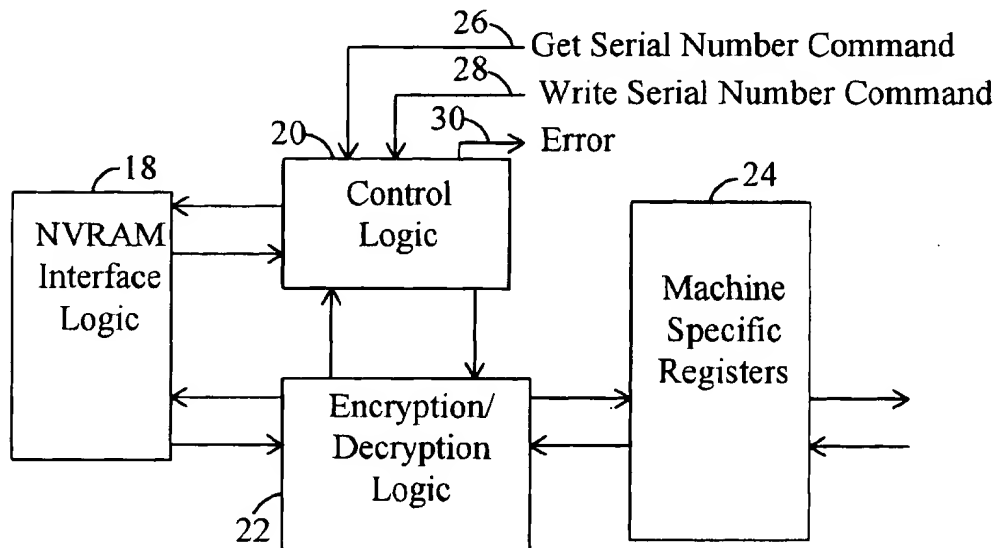 26
Get Serial Number Command
28
Write Serial Number Command
30
Error
20
18
24
Control
Logic
NVRAM
Interface
Logic
Machine
Specific
Registers
Encryption/
Decryption
Logic
22